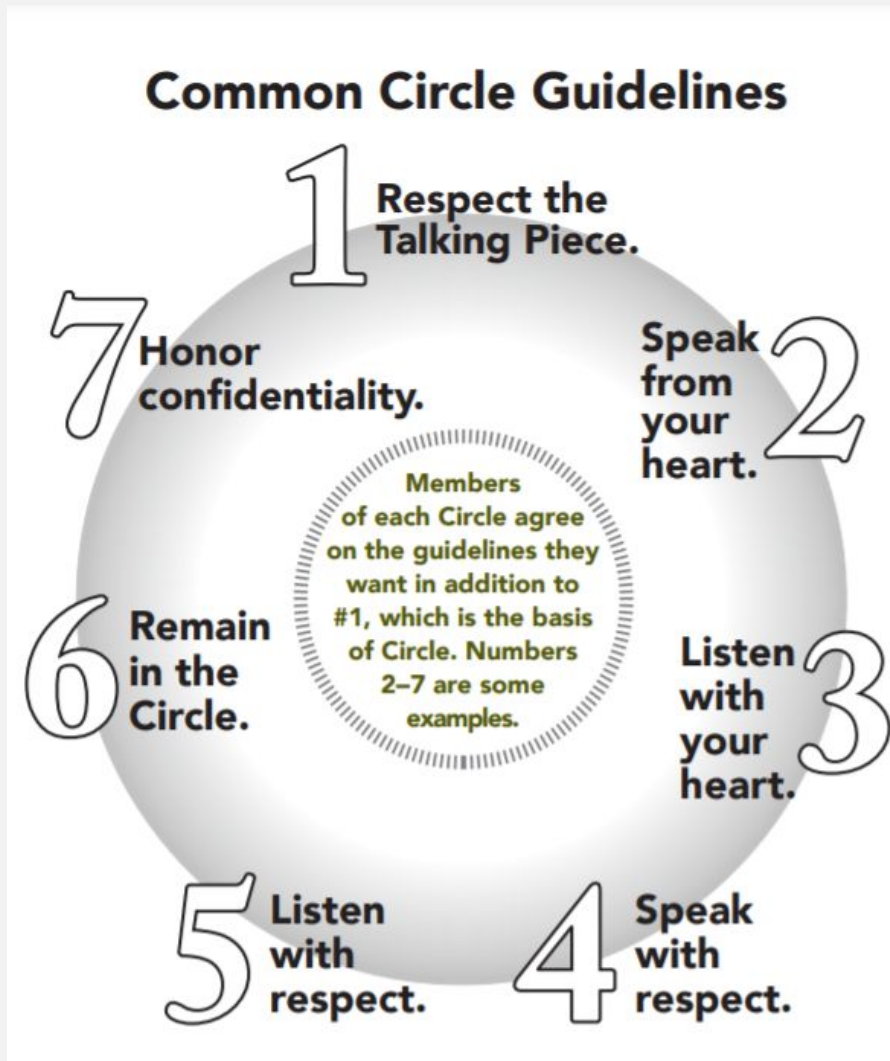 Common Circle Guidelines
1
Respect the
Talking Piece.
2
Speak
from
your
heart.
3
Listen
with
your
heart.
4
Speak
with
respect.
5
Listen
with
respect.
6
Remain
in the
Circle.
7
Honor
confidentiality.
Members
of each Circle agree
on the guidelines they
want in addition to
#1, which is the basis
of Circle. Numbers
2–7 are some
examples.